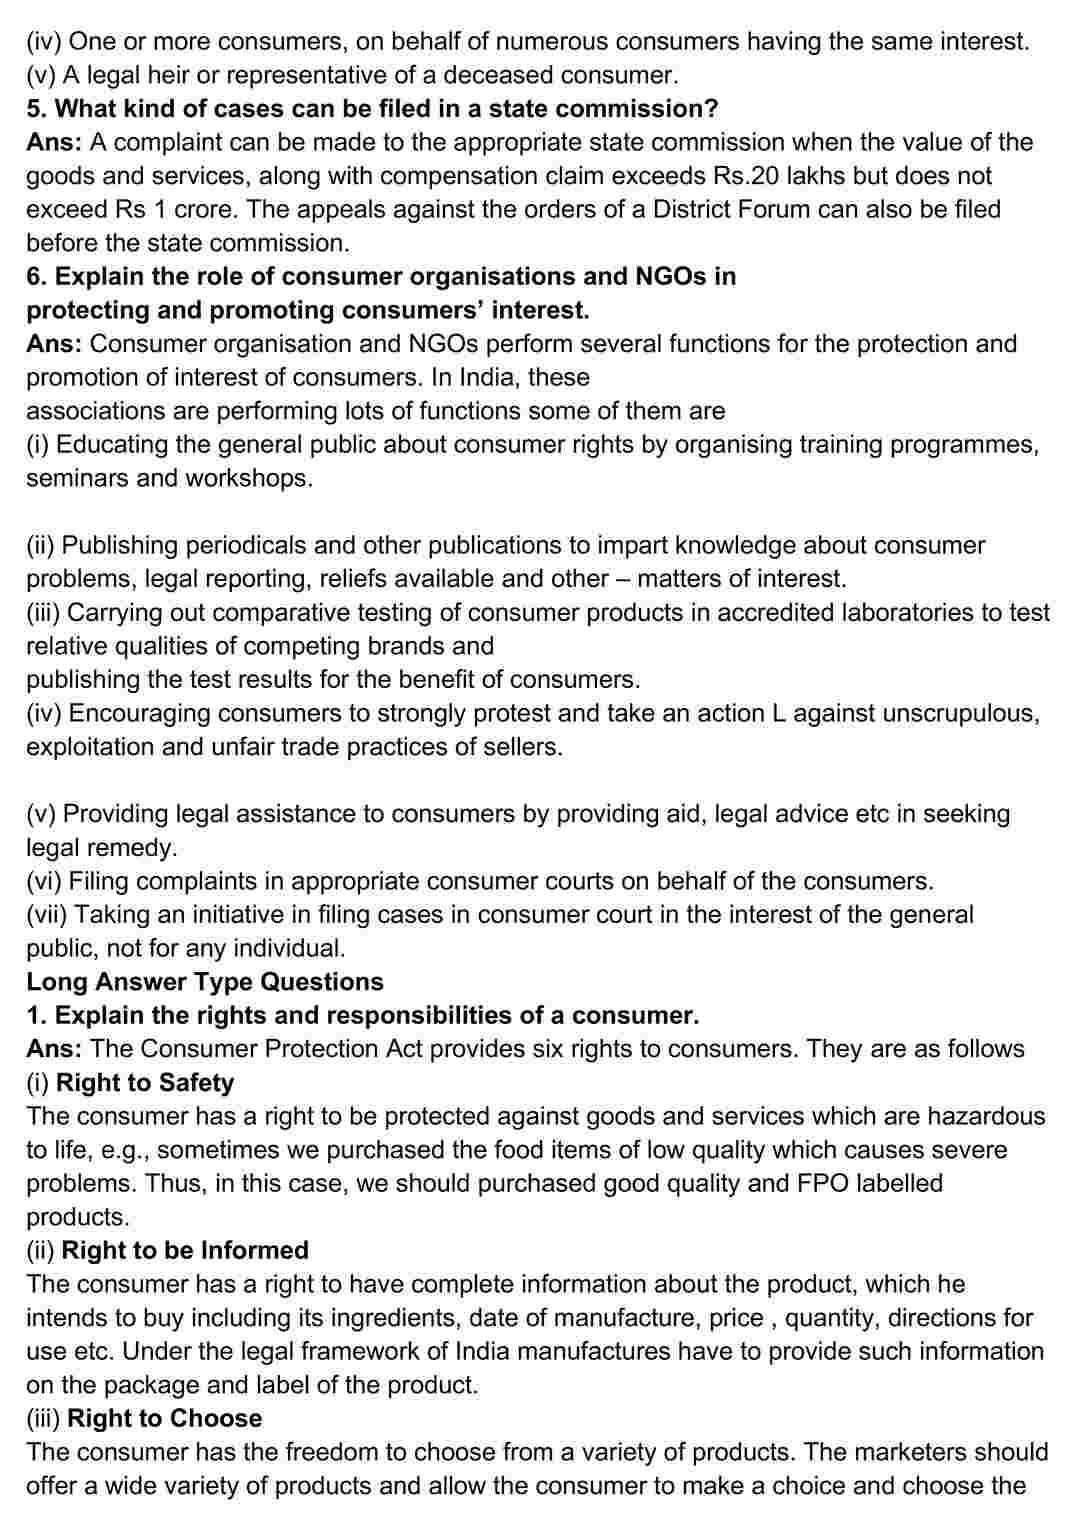 (iv) One or more consumers, on behalf of numerous consumers having the same interest.
(v) A legal heir or representative of a deceased consumer.
5. What kind of cases can be filed in a state commission?
Ans: A complaint can be made to the appropriate state commission when the value of the
goods and services, along with compensation claim exceeds Rs.20 lakhs but does not
exceed Rs 1 crore. The appeals against the orders of a District Forum can also be filed
before the state commission.
6. Explain the role of consumer organisations and NGOs in
protecting and promoting consumers’ interest.
Ans: Consumer organisation and NGOs perform several functions for the protection and
promotion of interest of consumers. In India, these
associations are performing lots of functions some of them are
(i) Educating the general public about consumer rights by organising training programmes,
seminars and workshops.
(ii) Publishing periodicals and other publications to impart knowledge about consumer
problems, legal reporting, reliefs available and other – matters of interest.
(iii) Carrying out comparative testing of consumer products in accredited laboratories to test
relative qualities of competing brands and
publishing the test results for the benefit of consumers.
(iv) Encouraging consumers to strongly protest and take an action L against unscrupulous,
exploitation and unfair trade practices of sellers.
(v) Providing legal assistance to consumers by providing aid, legal advice etc in seeking
legal remedy.
(vi) Filing complaints in appropriate consumer courts on behalf of the consumers.
(vii) Taking an initiative in filing cases in consumer court in the interest of the general
public, not for any individual.
Long Answer Type Questions
1. Explain the rights and responsibilities of a consumer.
Ans: The Consumer Protection Act provides six rights to consumers. They are as follows
(i) Right to Safety
The consumer has a right to be protected against goods and services which are hazardous
to life, e.g., sometimes we purchased the food items of low quality which causes severe
problems. Thus, in this case, we should purchased good quality and FPO labelled
products.
(ii) Right to be Informed
The consumer has a right to have complete information about the product, which he
intends to buy including its ingredients, date of manufacture, price , quantity, directions for
use etc. Under the legal framework of India manufactures have to provide such information
on the package and label of the product.
(iii) Right to Choose
The consumer has the freedom to choose from a variety of products. The marketers should
offer a wide variety of products and allow the consumer to make a choice and choose the